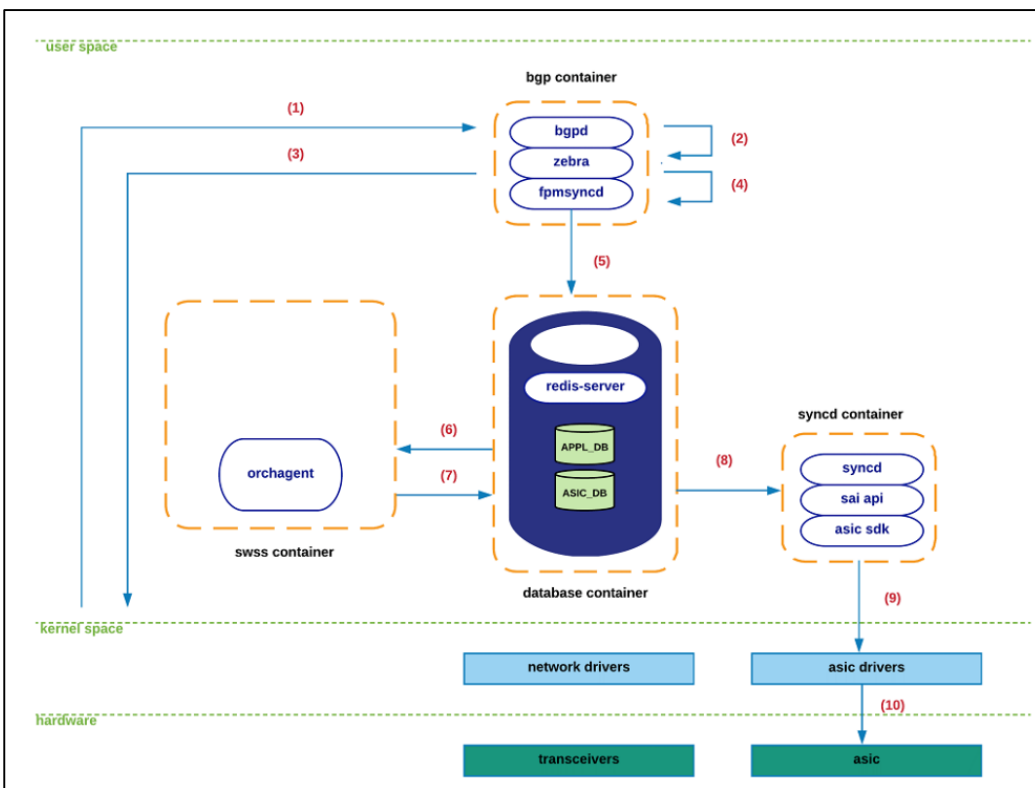 user space
bgp container
(1)
bgpd
(2)
(3)
zebra
(4)
fpmsyncd
(5)
redis-server
syncd container
(6)
APPL_DB
(8)
syncd
orchagent
(7)
ASIC_DB
sai api
asic sdk
swss container
database container
(9)
kernel space
network drivers
asic drivers
(10)
hardware
transceivers
asic